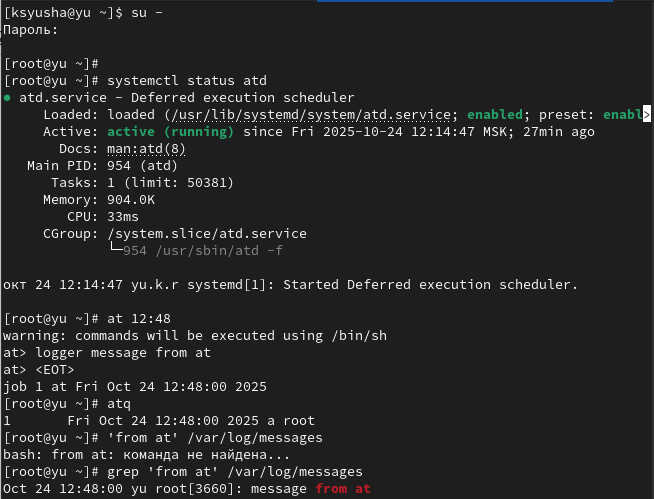 [ksyusha@yu ~]$ su -
Пароль:
[root@yu ~]#
[root@yu ~]# systemctl status atd
● atd.service - Deferred execution scheduler
Loaded: loaded (/usr/lib/systemd/system/atd.service; enabled; preset: enabl>
Active: active (running) since Fri 2025-10-24 12:14:47 MSK; 27min ago
Docs: man:atd(8)
Main PID: 954 (atd)
Tasks: 1 (limit: 50381)
Memory: 904.0K
CPU: 33ms
CGroup: /system.slice/atd.service
└─954 /usr/sbin/atd -f
окт 24 12:14:47 yu.k.r systemd[1]: Started Deferred execution scheduler.
[root@yu ~]# at 12:48
warning: commands will be executed using /bin/sh
at> logger message from at
at> <EOT>
job 1 at Fri Oct 24 12:48:00 2025
[root@yu ~]# atq
1 Fri Oct 24 12:48:00 2025 a root
[root@yu ~]# 'from at' /var/log/messages
bash: from at: команда не найдена...
[root@yu ~]# grep 'from at' /var/log/messages
Oct 24 12:48:00 yu root[3660]: message from at